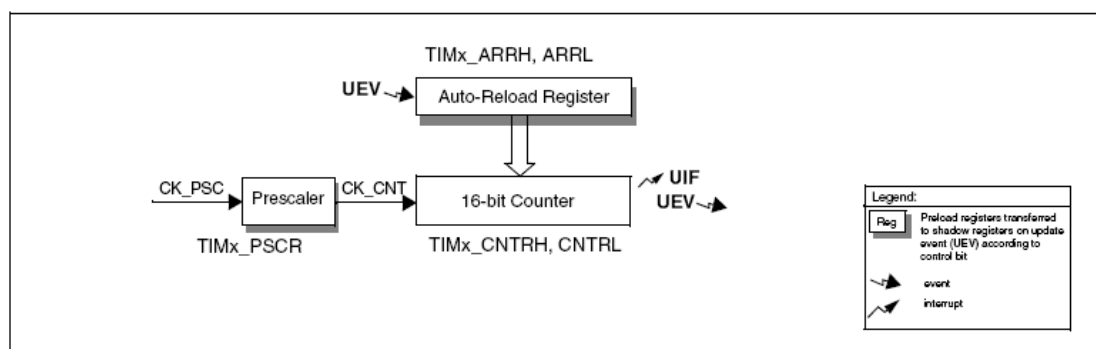 TIMx_ARRH, ARRL
UEV
Auto-Reload Register
CK_PSC
Prescaler
CK_CNT
16-bit Counter
UIF
UEV
TIMx_PSCR
TIMx_CNTRH, CNTRL
Legend:
Reg
Preload registers transferred
to shadow registers on update
event (UEV) according to
control bit
event
interrupt